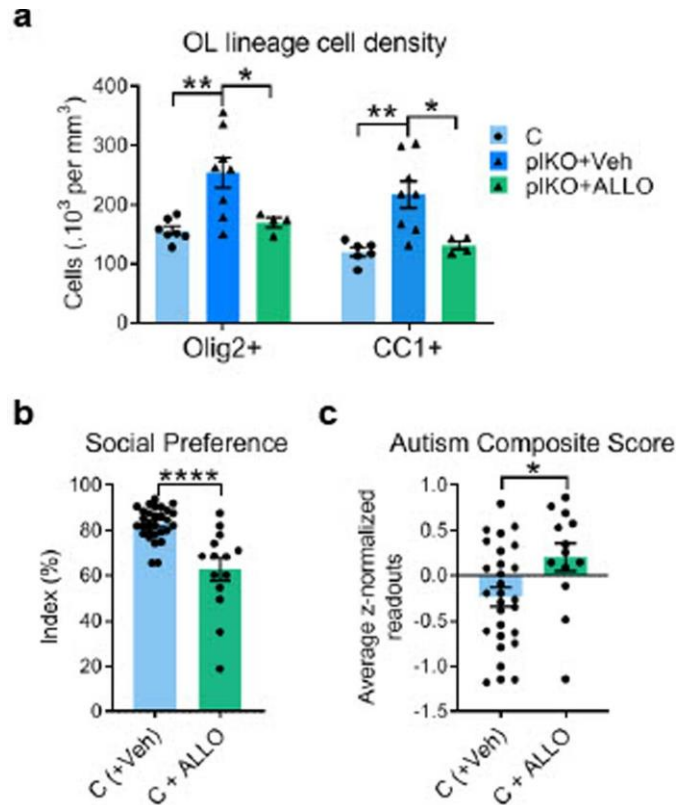 a
OL lineage cell density
** *
** *
400
300
200
100
0
Cells (.10³ per mm³)
Olig2+ CC1+
C
plKO+Veh
plKO+ALLO
b
Social Preference
****
100
80
60
40
20
0
Index (%)
C (+Veh)
C + ALLO
c
Autism Composite Score
*
1.0
0.5
0.0
-0.5
-1.0
-1.5
Average z-normalized
readouts
C (+Veh)
C + ALLO